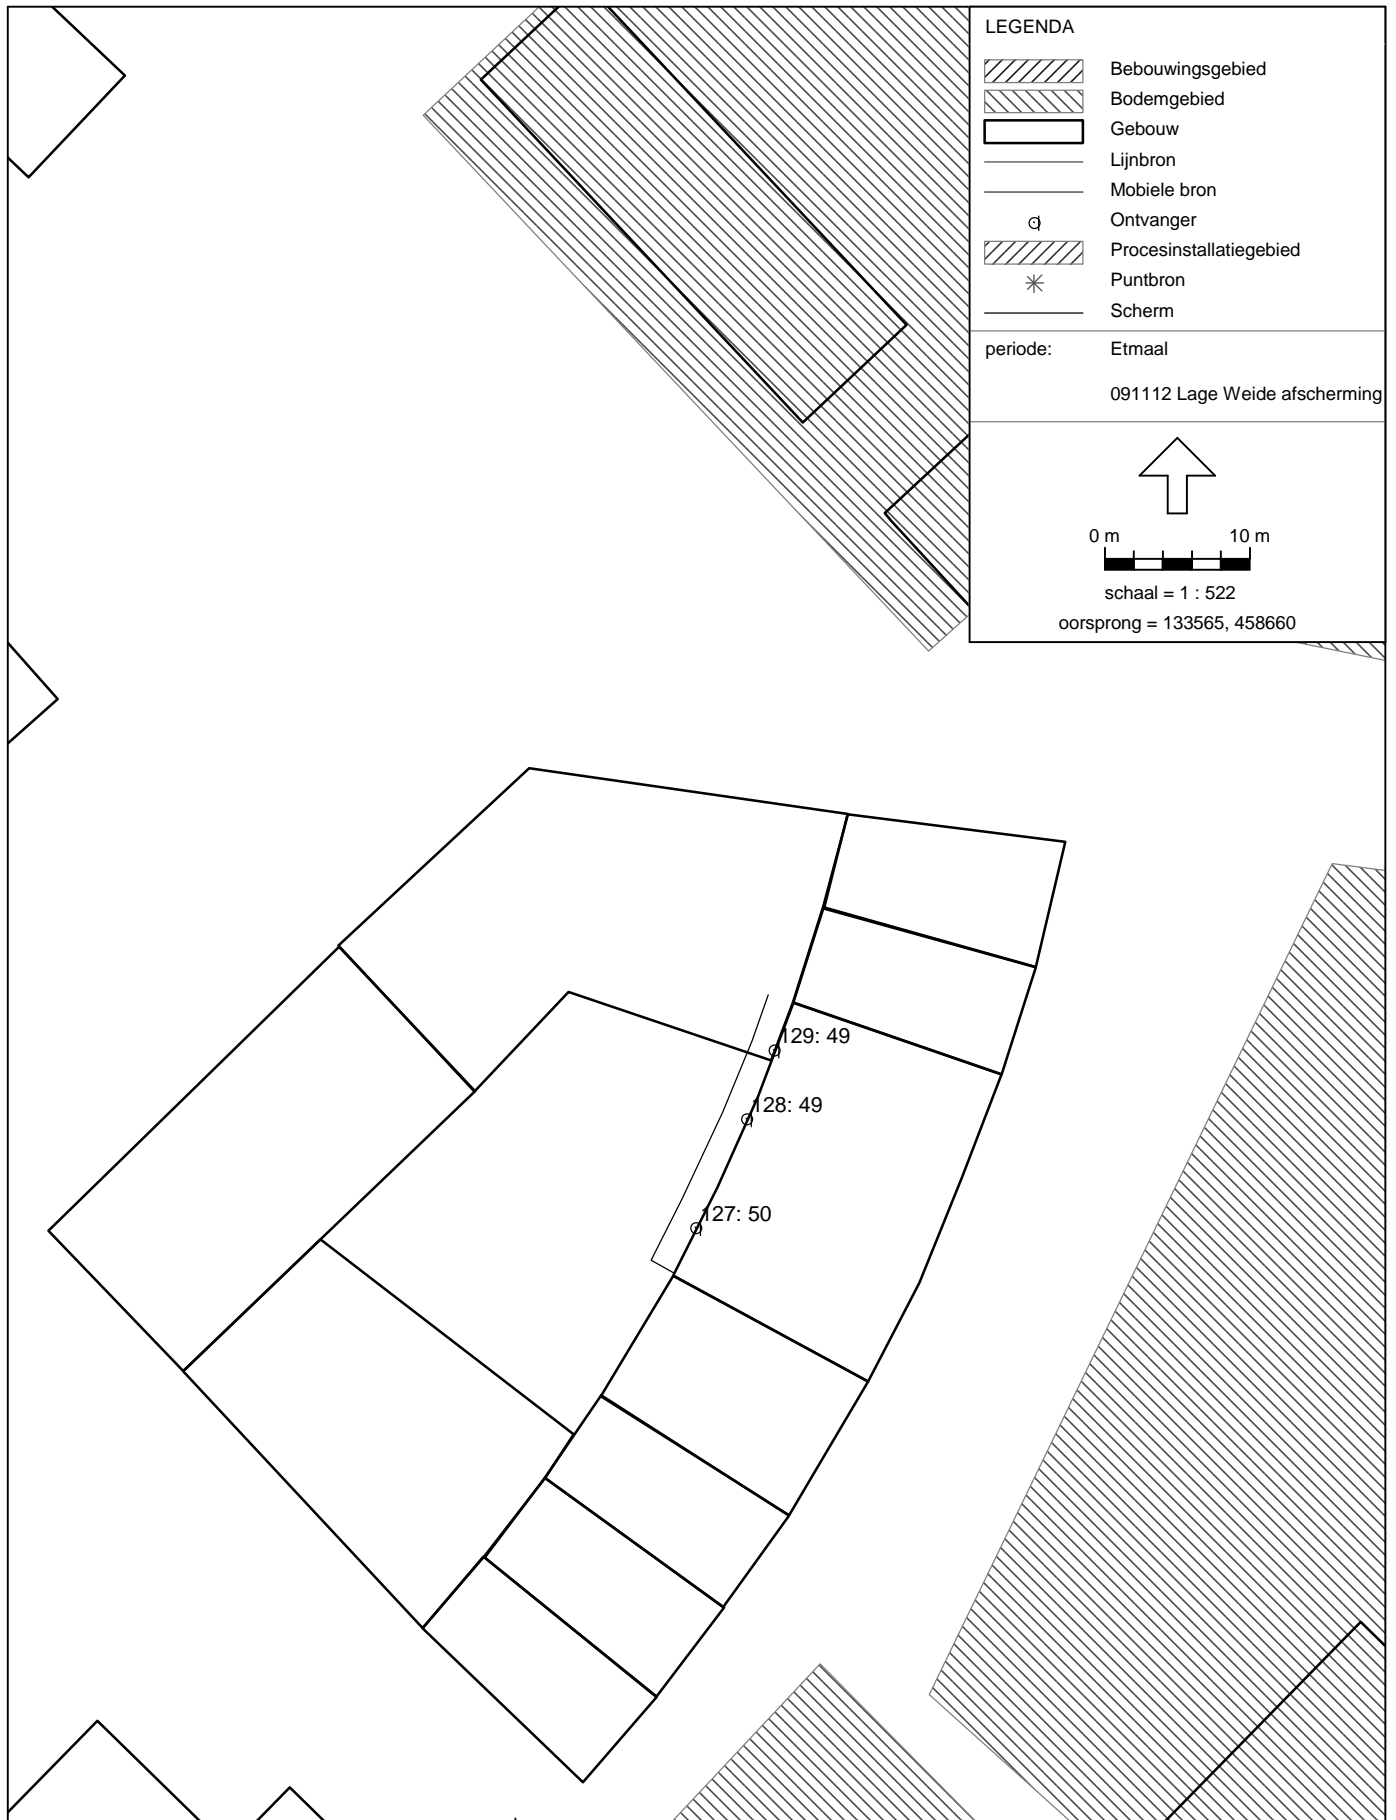 LEGENDA
Bebouwingsgebied
Bodemgebied
Gebouw
Lijnbron
Mobiele bron
Ontvanger
Procesinstallatiegebied
Puntbron
Scherm
periode: Etmaal
091112 Lage Weide afscherming
0 m 10 m
schaal = 1 : 522
oorsprong = 133565, 458660
129: 49
128: 49
127: 50